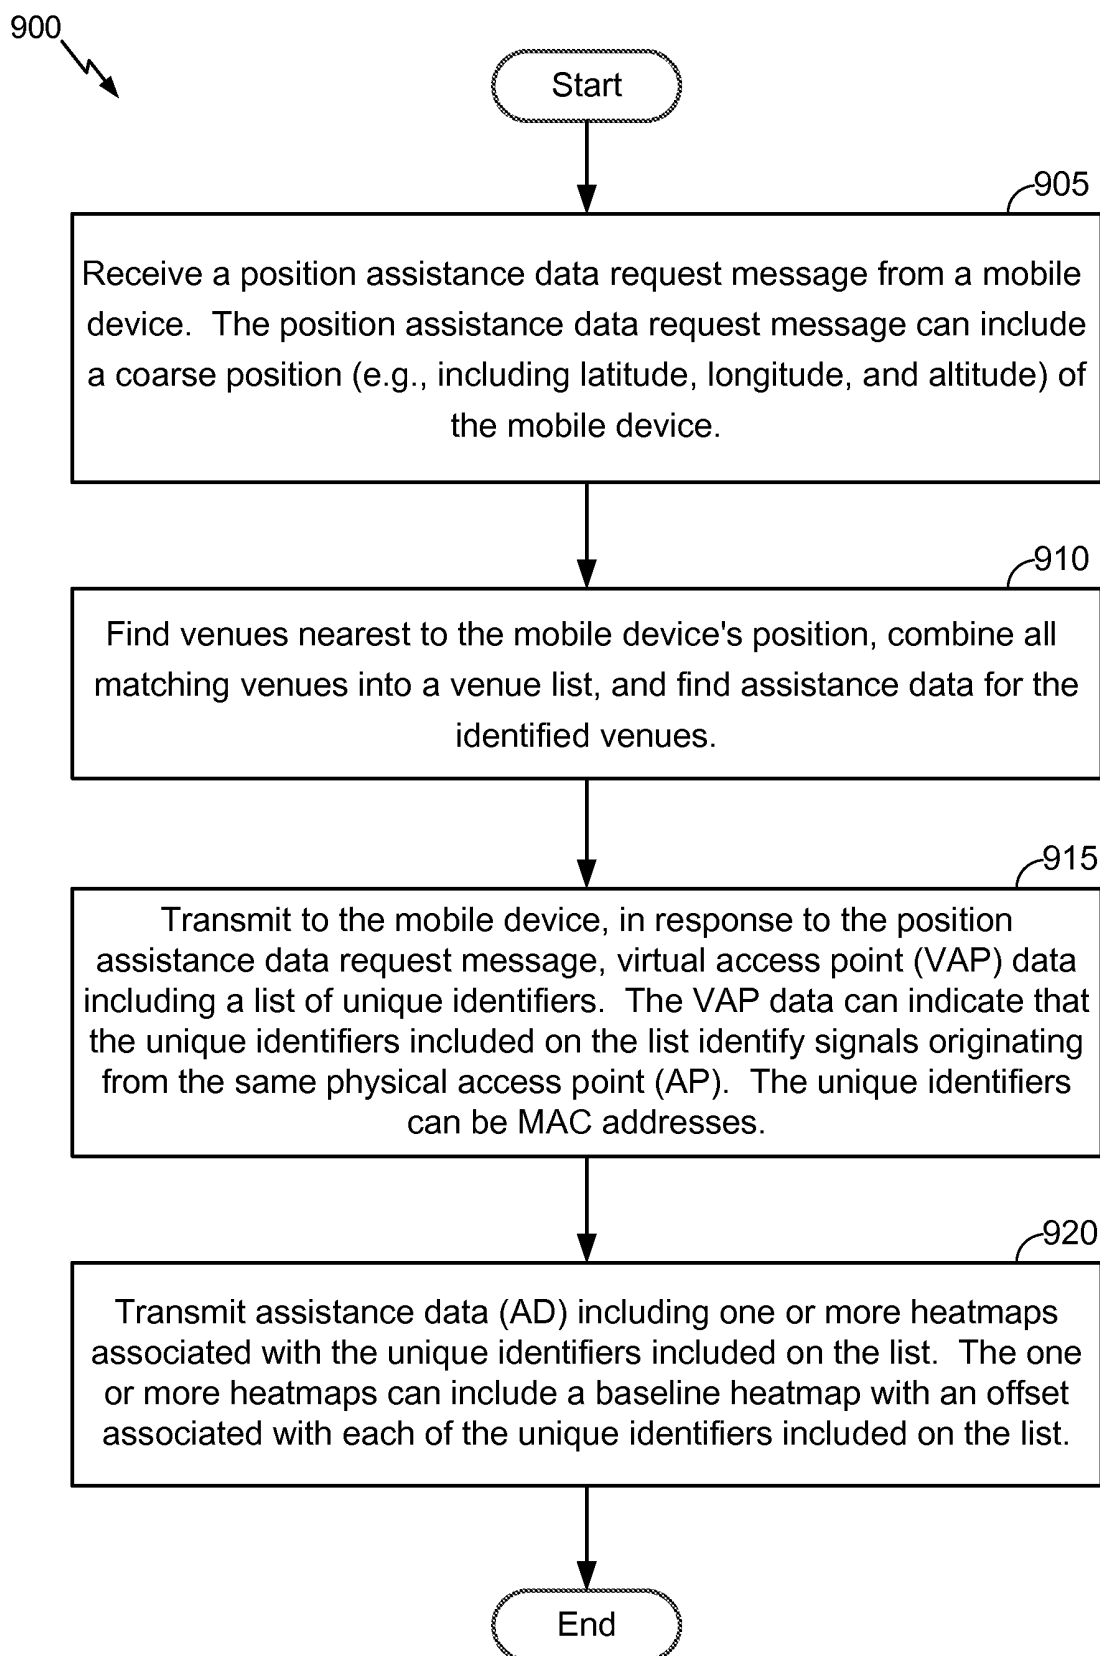 900
Start
905
Receive a position assistance data request message from a mobile
device.  The position assistance data request message can include
a coarse position (e.g., including latitude, longitude, and altitude) of
the mobile device.
910
Find venues nearest to the mobile device's position, combine all
matching venues into a venue list, and find assistance data for the
identified venues.
915
Transmit to the mobile device, in response to the position
assistance data request message, virtual access point (VAP) data
including a list of unique identifiers.  The VAP data can indicate that
the unique identifiers included on the list identify signals originating
from the same physical access point (AP).  The unique identifiers
can be MAC addresses.
920
Transmit assistance data (AD) including one or more heatmaps
associated with the unique identifiers included on the list.  The one
or more heatmaps can include a baseline heatmap with an offset
associated with each of the unique identifiers included on the list.
End